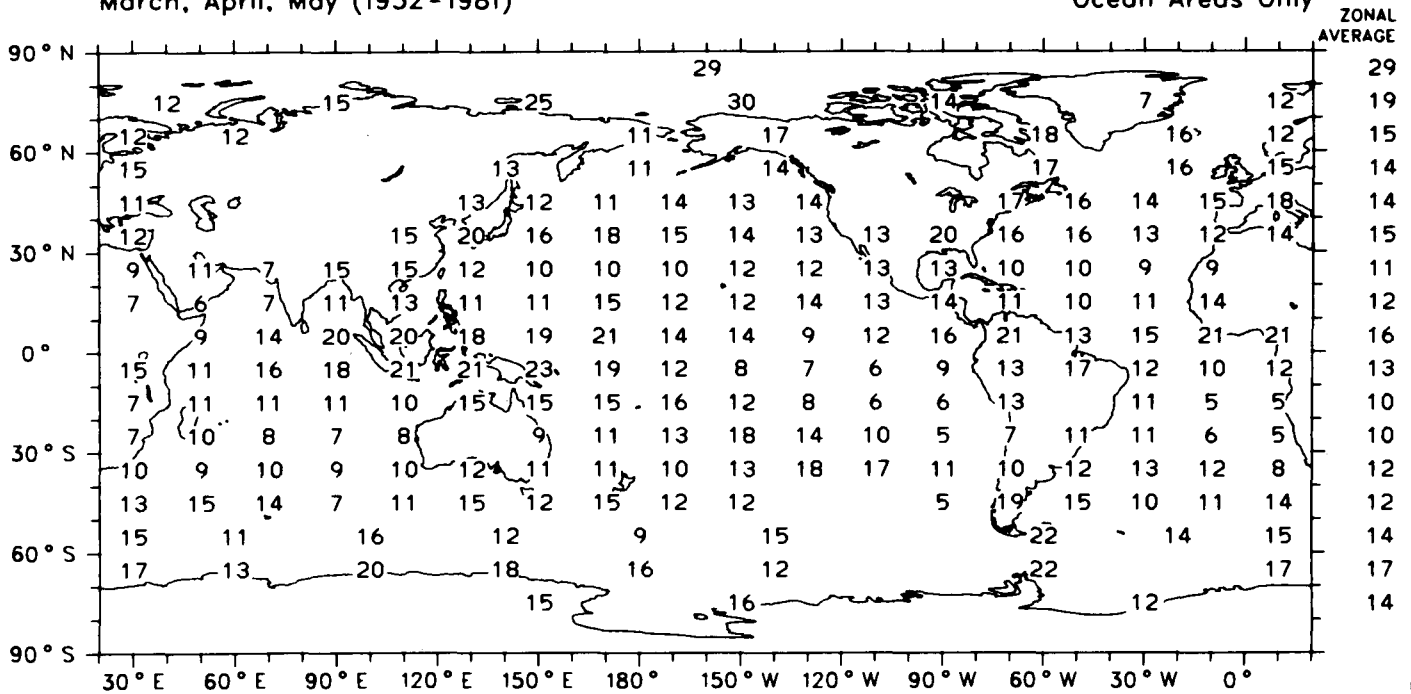 March, April, May (1952-1981) Ocean Areas Only
ZONAL
AVERAGE
90° N 29 29
12 15 25 30 14 7 12 19
12 12 11 17 18 16 12 15
60° N
15 13 11 14 17 16 15 14
11 13 12 11 14 13 14 17 16 14 15 18 14
12 15 20 16 18 15 14 13 13 20 16 16 13 12 14 15
30° N
9 11 7 15 15 12 10 10 10 12 12 13 13 10 10 9 9 11
7 6 7 11 13 11 11 15 12 12 14 13 14 11 10 11 14 12
9 14 20 20 18 19 21 14 14 9 12 16 21 13 15 21 21 16
0°
15 11 16 18 21 21 23 19 12 8 7 6 9 13 17 12 10 12 13
7 11 11 11 10 15 15 15 16 12 8 6 6 13 11 5 5 10
7 10 8 7 8 9 11 13 18 14 10 5 7 11 11 6 5 10
30° S
10 9 10 9 10 12 11 11 10 13 18 17 11 10 12 13 12 8 12
13 15 14 7 11 15 12 15 12 12 5 19 15 10 11 14 12
15 11 16 12 9 15 22 14 15 14
60° S
17 13 20 18 16 12 22 17 17
15 16 12 14
90° S
30° E 60° E 90° E 120° E 150° E 180° 150° W 120° W 90° W 60° W 30° W 0°